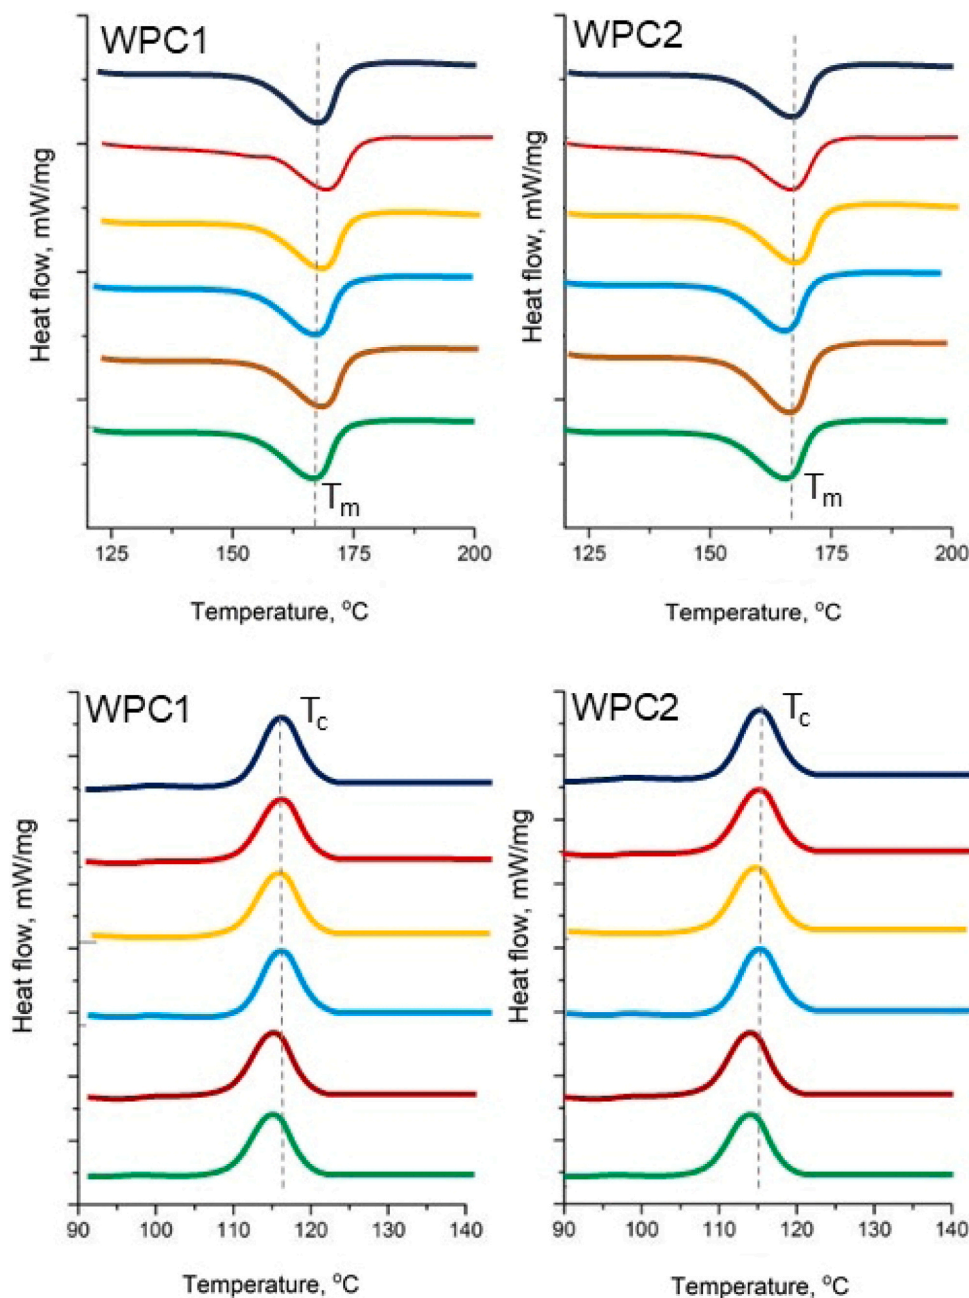 WPC1
WPC2
Heat flow, mW/mg
Heat flow, mW/mg
Tm
Tm
125 150 175 200
125 150 175 200
Temperature, °C
Temperature, °C
WPC1
Tc
WPC2
Tc
Heat flow, mW/mg
Heat flow, mW/mg
90 100 110 120 130 140
90 100 110 120 130 140
Temperature, °C
Temperature, °C